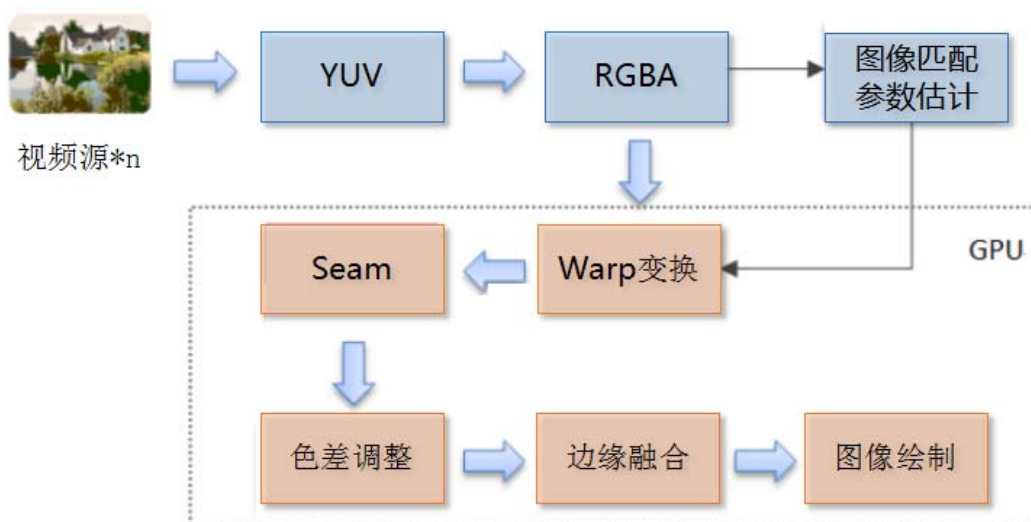 YUV
RGBA
图像匹配
参数估计
视频源*n
GPU
Seam
Warp变换
色差调整
边缘融合
图像绘制